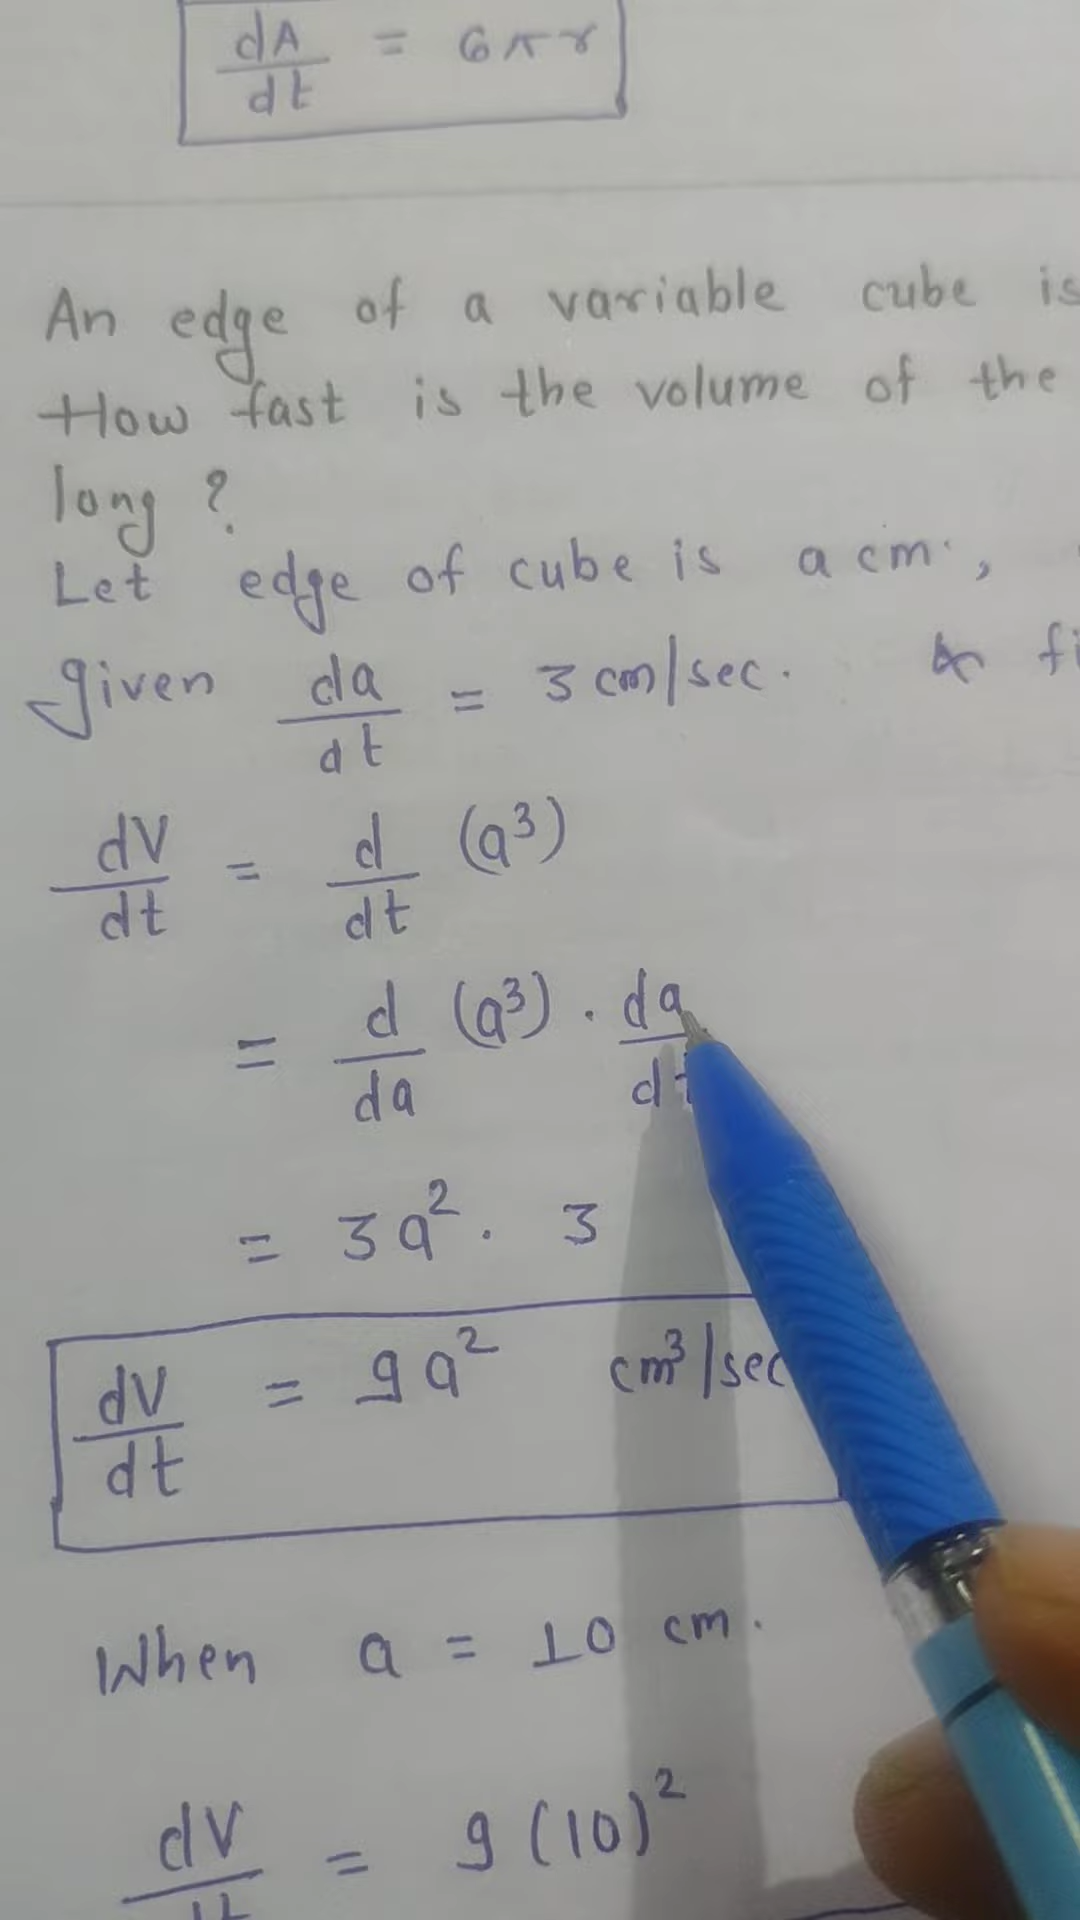 dA/dt = 6πr
An edge of a variable cube is
How fast is the volume of the
long ?
Let edge of cube is a cm.,
given da/dt = 3 cm/sec.
dV/dt = d/dt (a³)
= d/da (a³) . da/dt
= 3a² . 3
dV/dt = 9a² cm³/sec
When a = 10 cm.
dV = 9(10)²